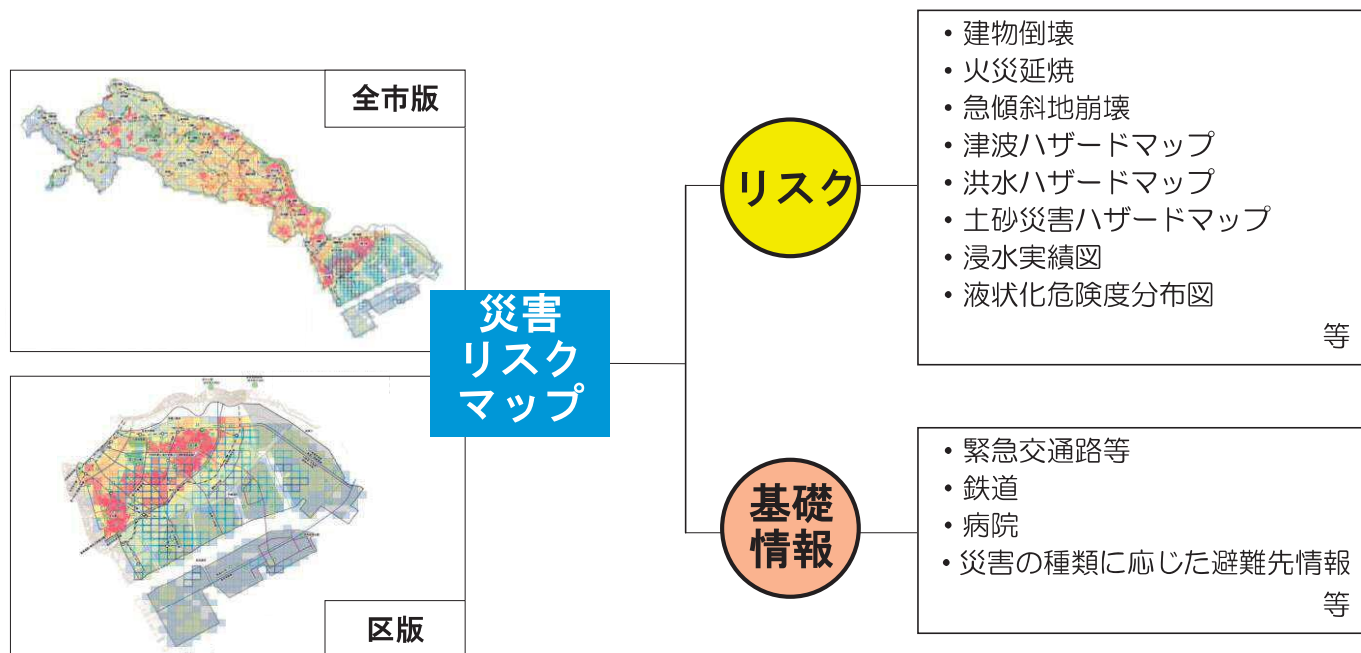 全市版
区版
災害
リスク
マップ
リスク
・建物倒壊
・火災延焼
・急傾斜地崩壊
・津波ハザードマップ
・洪水ハザードマップ
・土砂災害ハザードマップ
・浸水実績図
・液状化危険度分布図
等
基礎
情報
・緊急交通路等
・鉄道
・病院
・災害の種類に応じた避難先情報
等